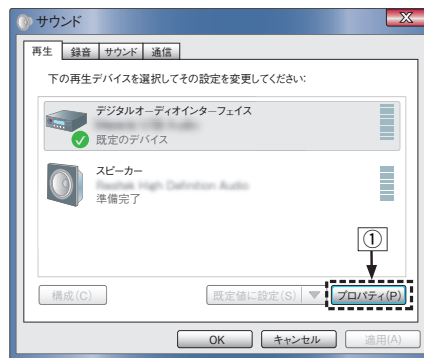 サウンド
再生 録音 サウンド 通信
下の再生デバイスを選択してその設定を変更してください:
デジタルオーディオインターフェイス
既定のデバイス
スピーカー
Realtek High Definition Audio
準備完了
①
構成(C) 既定値に設定(S) プロパティ(P)
OK キャンセル 適用(A)